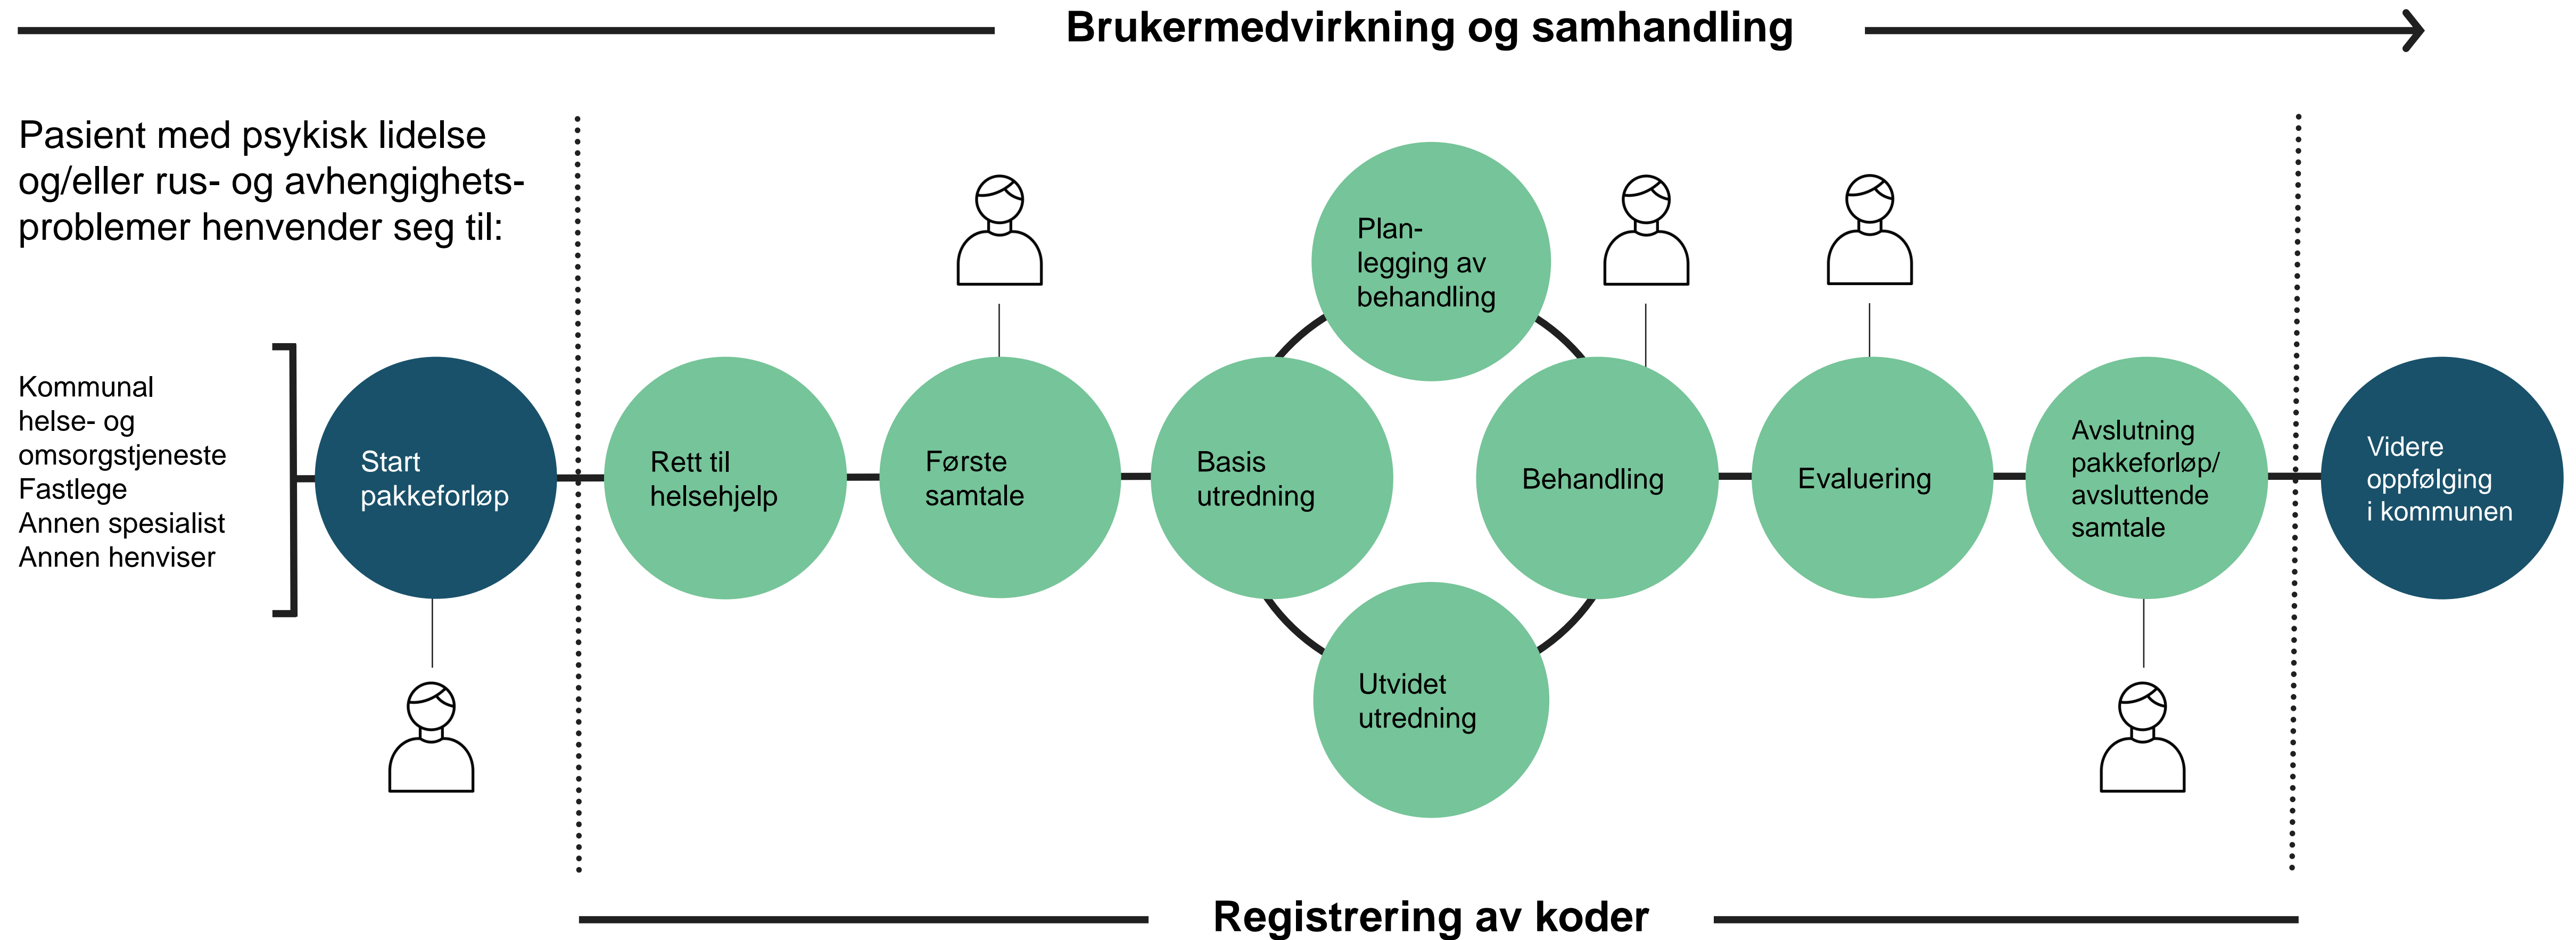 Brukermedvirkning og samhandling
Pasient med psykisk lidelse
og/eller rus- og avhengighets-
problemer henvender seg til:
Kommunal
helse- og
omsorgstjeneste
Fastlege
Annen spesialist
Annen henviser
Start
pakkeforløp
Rett til
helsehjelp
Første
samtale
Basis
utredning
Plan-
legging av
behandling
Utvidet
utredning
Behandling
Evaluering
Avslutning
pakkeforløp/
avsluttende
samtale
Videre
oppfølging
i kommunen
Registrering av koder